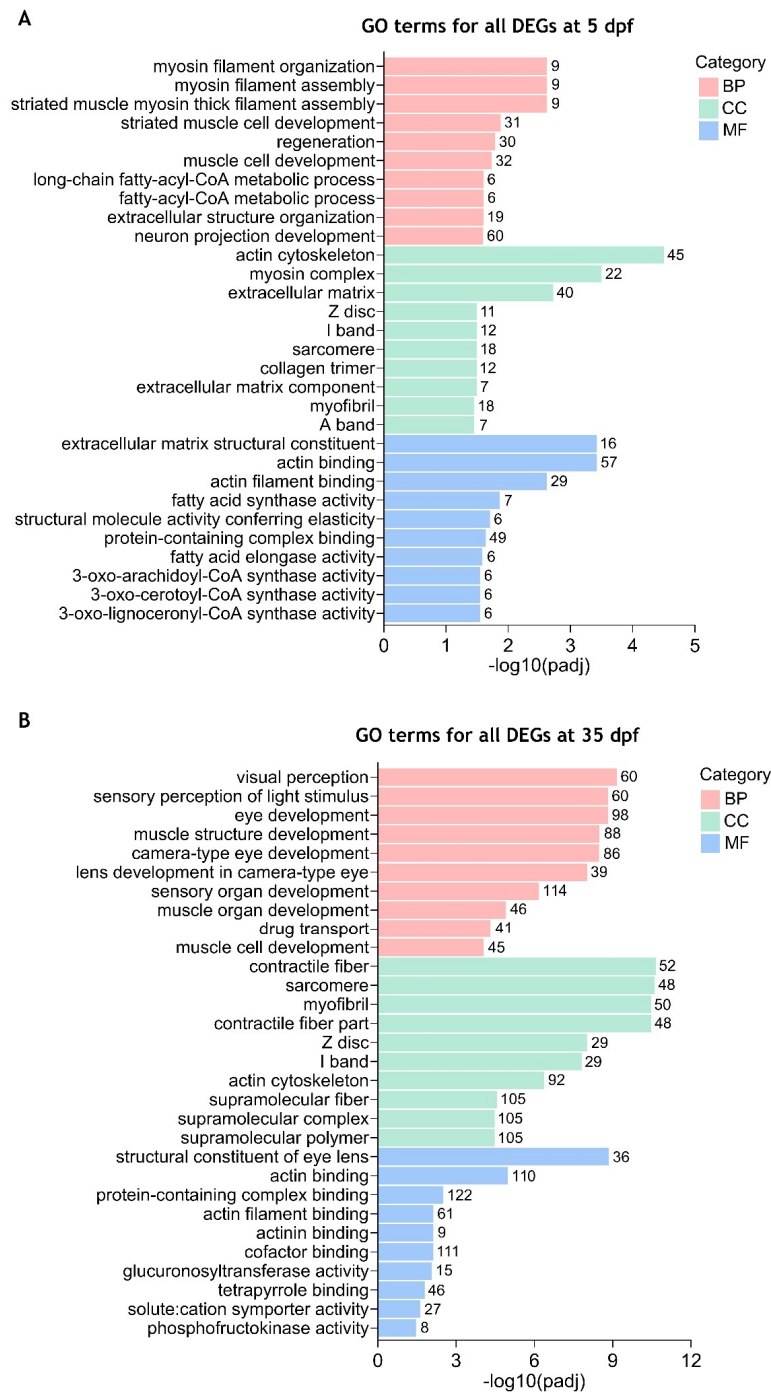 A
GO terms for all DEGs at 5 dpf
Category
BP
CC
MF
myosin filament organization 9
myosin filament assembly 9
striated muscle myosin thick filament assembly 9
striated muscle cell development 31
regeneration 30
muscle cell development 32
long-chain fatty-acyl-CoA metabolic process 6
fatty-acyl-CoA metabolic process 6
extracellular structure organization 19
neuron projection development 60
actin cytoskeleton 45
myosin complex 22
extracellular matrix 40
Z disc 11
I band 12
sarcomere 18
collagen trimer 12
extracellular matrix component 7
myofibril 18
A band 7
extracellular matrix structural constituent 16
actin binding 57
actin filament binding 29
fatty acid synthase activity 7
structural molecule activity conferring elasticity 6
protein-containing complex binding 49
fatty acid elongase activity 6
3-oxo-arachidoyl-CoA synthase activity 6
3-oxo-cerotoyl-CoA synthase activity 6
3-oxo-lignoceronyl-CoA synthase activity 6
0 1 2 3 4 5
-log10(padj)
B
GO terms for all DEGs at 35 dpf
Category
BP
CC
MF
visual perception 60
sensory perception of light stimulus 60
eye development 98
muscle structure development 88
camera-type eye development 86
lens development in camera-type eye 39
sensory organ development 114
muscle organ development 46
drug transport 41
muscle cell development 45
contractile fiber 52
sarcomere 48
myofibril 50
contractile fiber part 48
Z disc 29
I band 29
actin cytoskeleton 92
supramolecular fiber 105
supramolecular complex 105
supramolecular polymer 105
structural constituent of eye lens 36
actin binding 110
protein-containing complex binding 122
actin filament binding 61
actinin binding 9
cofactor binding 111
glucuronosyltransferase activity 15
tetrapyrrole binding 46
solute:cation symporter activity 27
phosphofructokinase activity 8
0 3 6 9 12
-log10(padj)